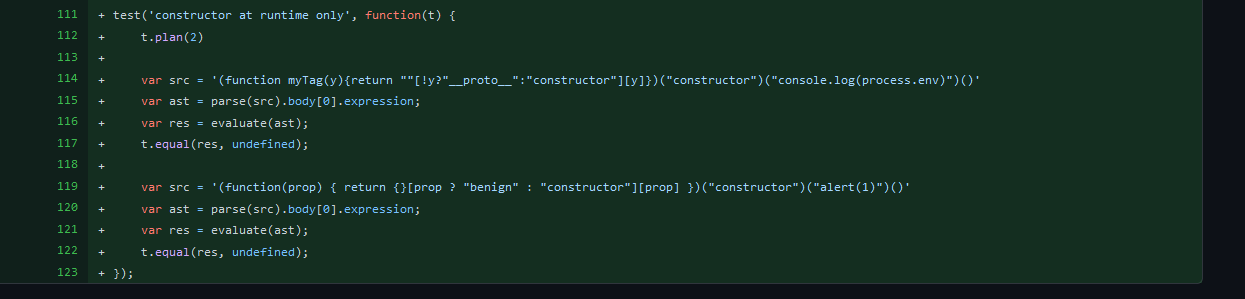 111 + test('constructor at runtime only', function(t) {
112 +     t.plan(2)
113 +
114 +     var src = '(function myTag(y){return ""[!y?"__proto__":"constructor"][y]})("constructor")("console.log(process.env)")()'
115 +     var ast = parse(src).body[0].expression;
116 +     var res = evaluate(ast);
117 +     t.equal(res, undefined);
118 +
119 +     var src = '(function(prop) { return {}[prop ? "benign" : "constructor"][prop] })("constructor")("alert(1)")()'
120 +     var ast = parse(src).body[0].expression;
121 +     var res = evaluate(ast);
122 +     t.equal(res, undefined);
123 + });